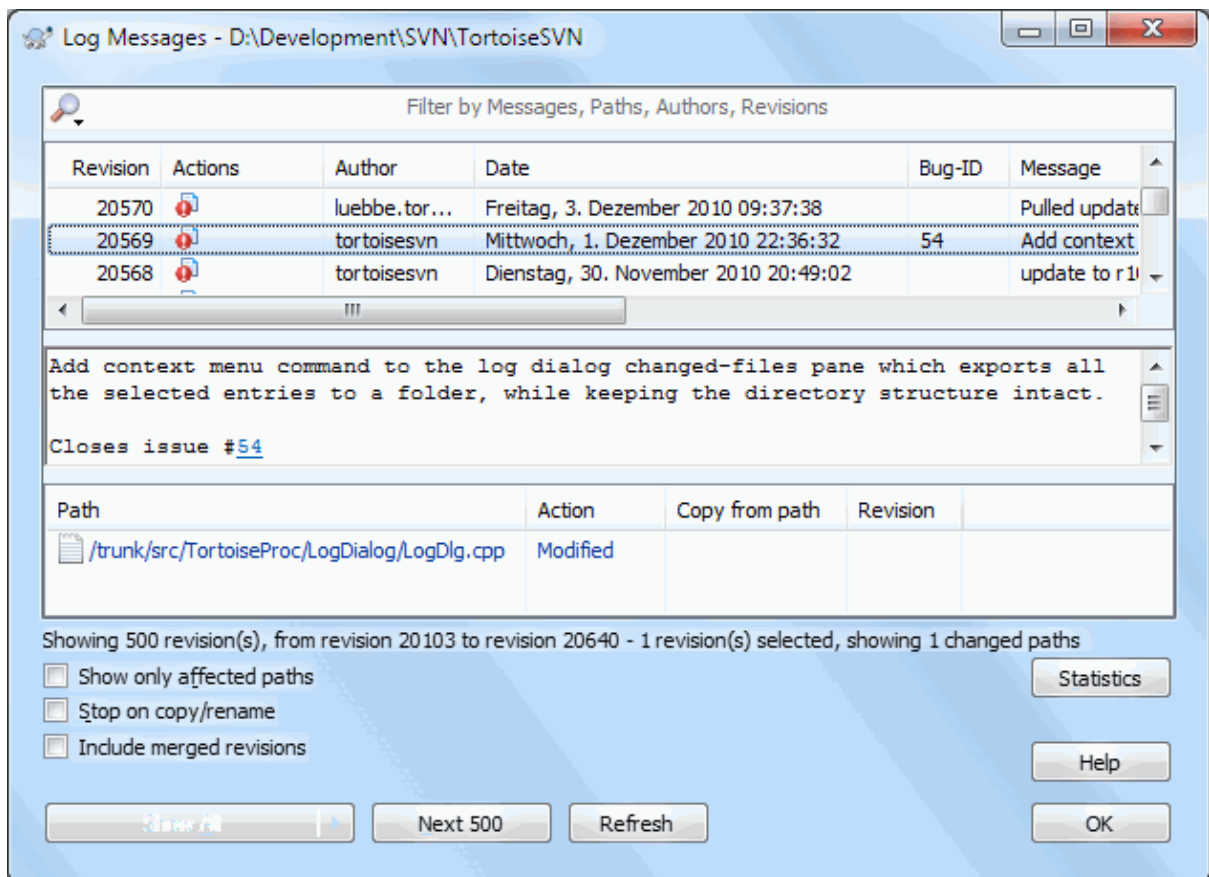 Log Messages - D:\Development\SVN\TortoiseSVN
Filter by Messages, Paths, Authors, Revisions
Revision Actions Author Date Bug-ID Message
20570 luebbe.tor... Freitag, 3. Dezember 2010 09:37:38 Pulled update
20569 tortoisesvn Mittwoch, 1. Dezember 2010 22:36:32 54 Add context
20568 tortoisesvn Dienstag, 30. November 2010 20:49:02 update to
Add context menu command to the log dialog changed-files pane which exports all
the selected entries to a folder, while keeping the directory structure intact.
Closes issue #54
Path Action Copy from path Revision
/trunk/src/TortoiseProc/LogDialog/LogDlg.cpp Modified
Showing 500 revision(s), from revision 20103 to revision 20640 - 1 revision(s) selected, showing 1 changed paths
Show only affected paths
Statistics
Stop on copy/rename
Include merged revisions
Help
Next 500 Refresh OK